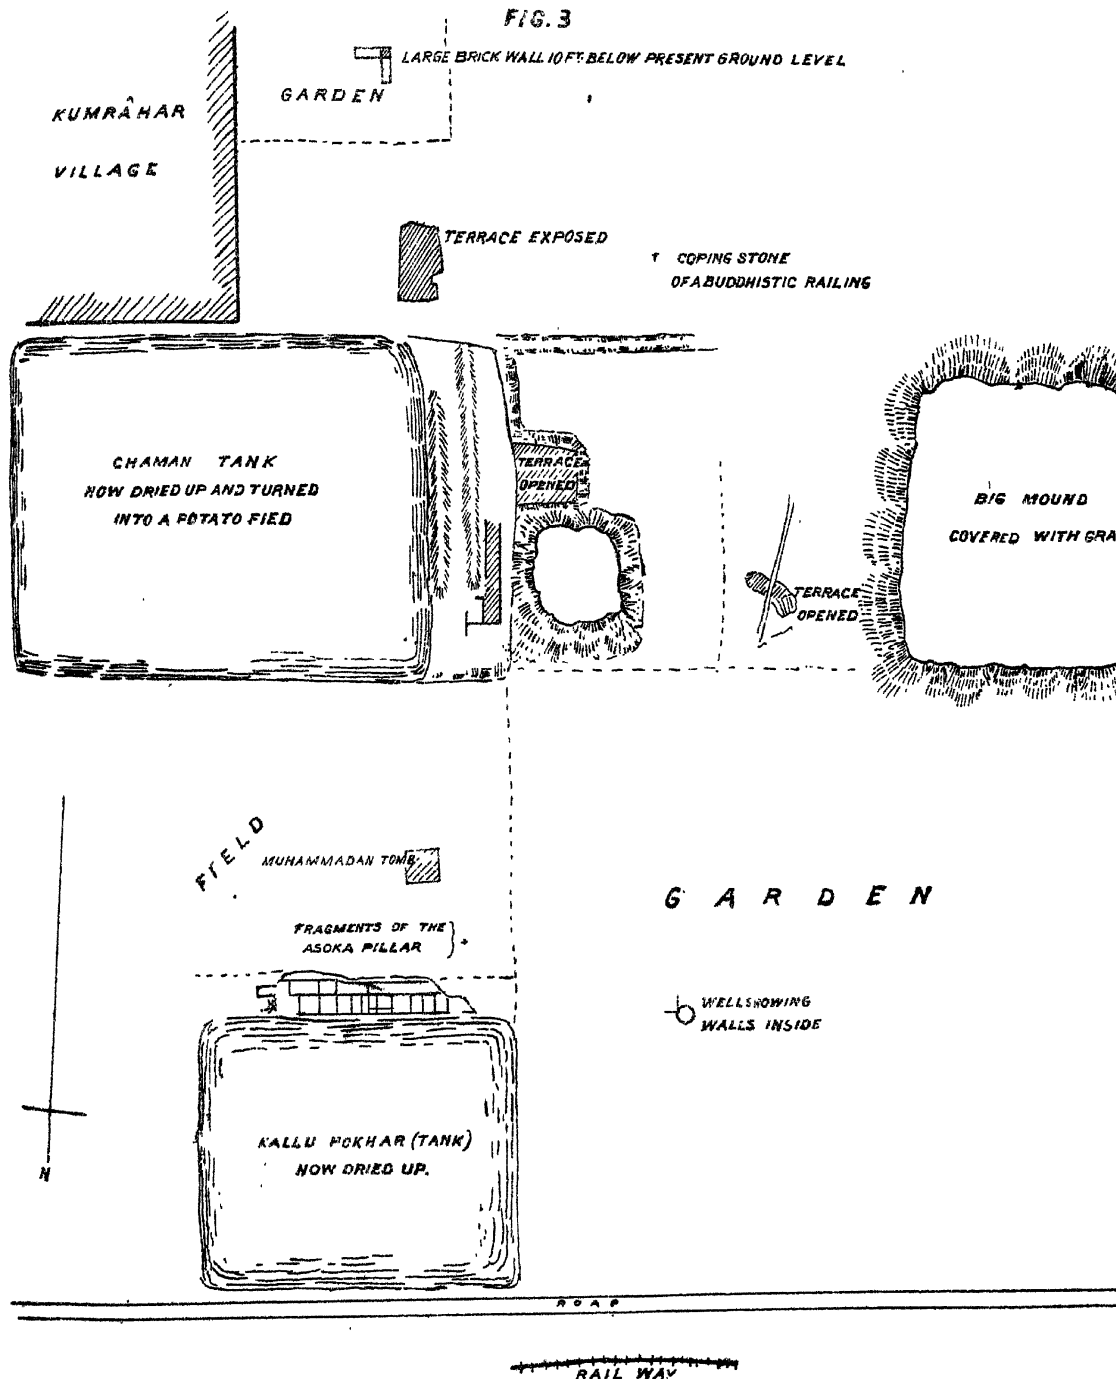 FIG. 3
LARGE BRICK WALL 10 FT. BELOW PRESENT GROUND LEVEL
GARDEN
KUMRÂHAR
VILLAGE
TERRACE EXPOSED
† COPING STONE
OF A BUDDHISTIC RAILING
CHAMAN TANK
NOW DRIED UP AND TURNED
INTO A POTATO FIED
TERRACE
OPENED
BIG MOUND
COVERED WITH GRA
TERRACE
OPENED
FIELD
MUHAMMADAN TOMB
GARDEN
FRAGMENTS OF THE
ASOKA PILLAR
WELL SHOWING
WALLS INSIDE
KALLU POKHAR (TANK)
NOW DRIED UP.
N
ROAD
RAIL WAY